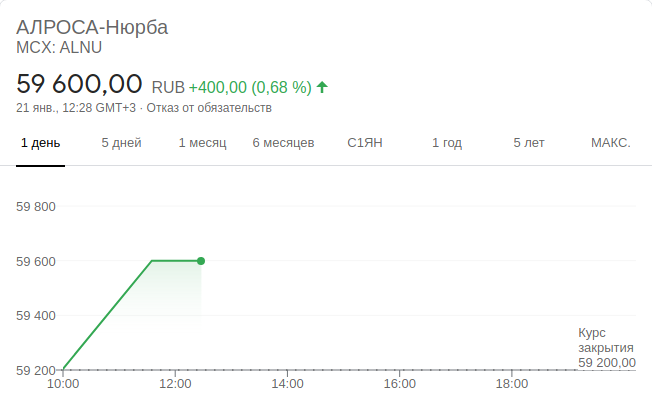 АЛРОСА-Нюрба
MCX: ALNU
59 600,00 RUB +400,00 (0,68 %)
21 янв., 12:28 GMT+3 · Отказ от обязательств
1 день 5 дней 1 месяц 6 месяцев С1ЯН 1 год 5 лет МАКС.
59 800
59 600
59 400
Курс
закрытия
59 200,00
59 200
10:00 12:00 14:00 16:00 18:00